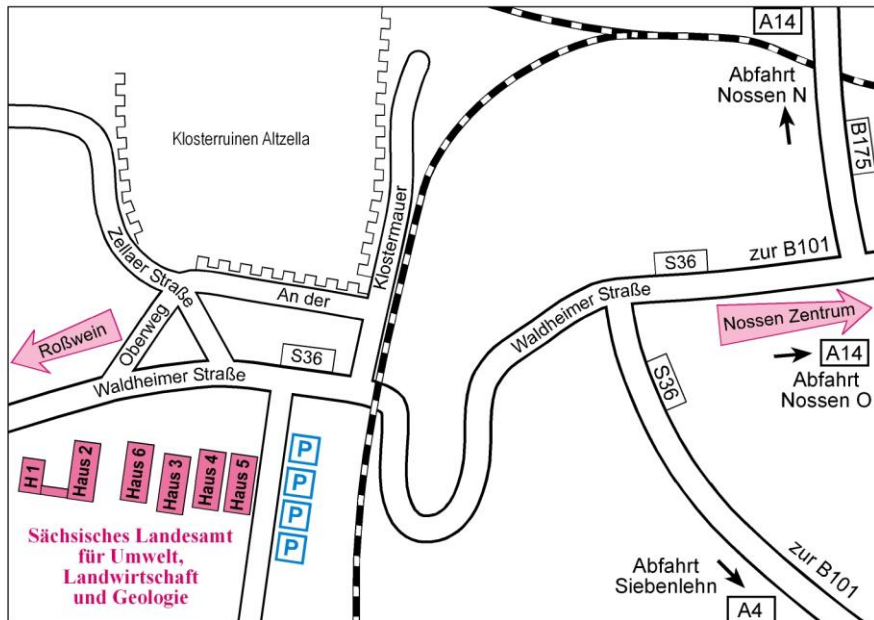 A14
Abfahrt
Nossen N
B175
Klosterruinen Altzella
Klostermauer
An der
Zellaer Straße
zur B101
S36
Waldheimer Straße
Nossen Zentrum
A14
Abfahrt
Nossen O
Roßwein
Oberweg
S36
Waldheimer Straße
S36
H 1
Haus 2
Haus 6
Haus 3
Haus 4
Haus 5
P
P
P
P
Sächsisches Landesamt
für Umwelt,
Landwirtschaft
und Geologie
Abfahrt
Siebenlehn
A4
zur B101